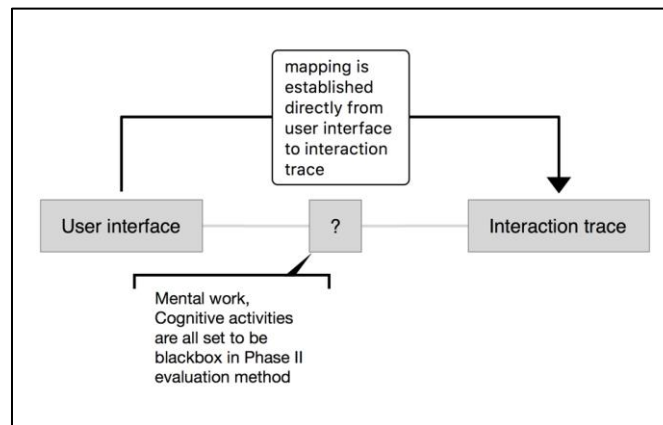 mapping is
established
directly from
user interface
to interaction
trace
User interface
?
Interaction trace
Mental work,
Cognitive activities
are all set to be
blackbox in Phase II
evaluation method